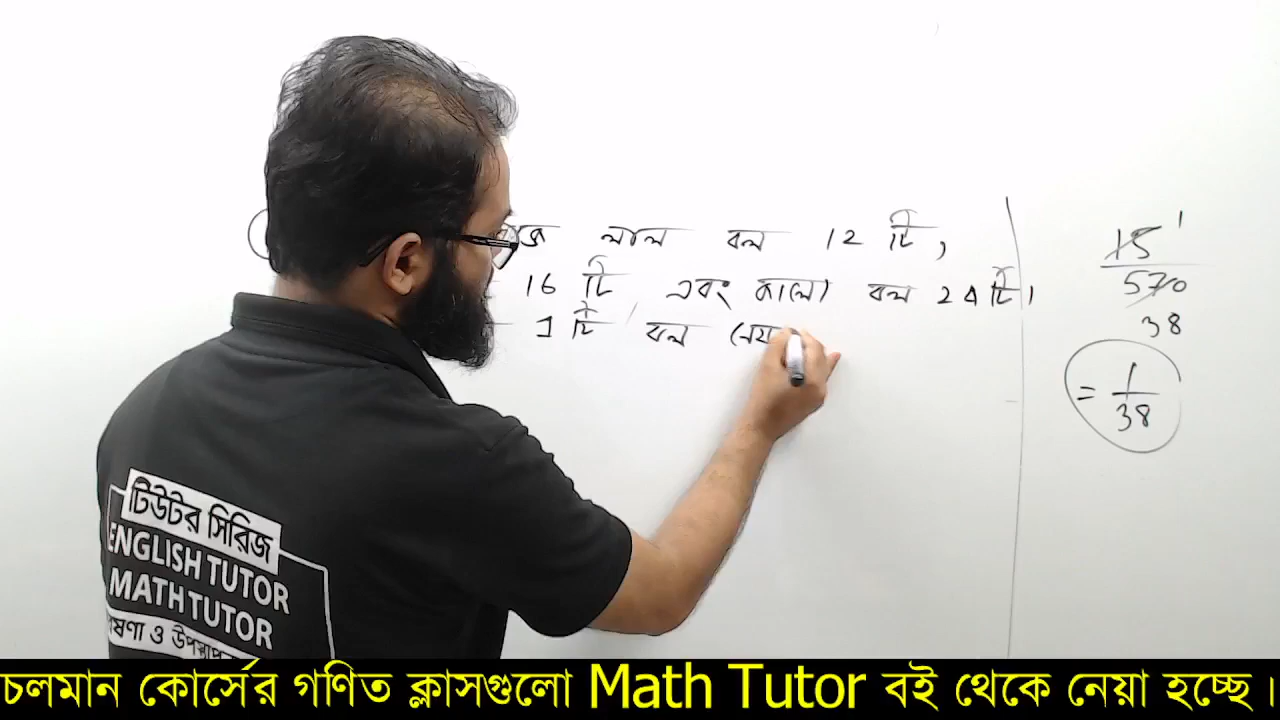 লাল বল 12 টি,
16 টি এবং কালো বল 24 টি।
1 টি বল নেয়
15 1
570
38
= 1
38
টিউটর সিরিজ
ENGLISH TUTOR
MATH TUTOR
চলমান কোর্সের গণিত ক্লাসগুলো Math Tutor বই থেকে নেয়া হচ্ছে।